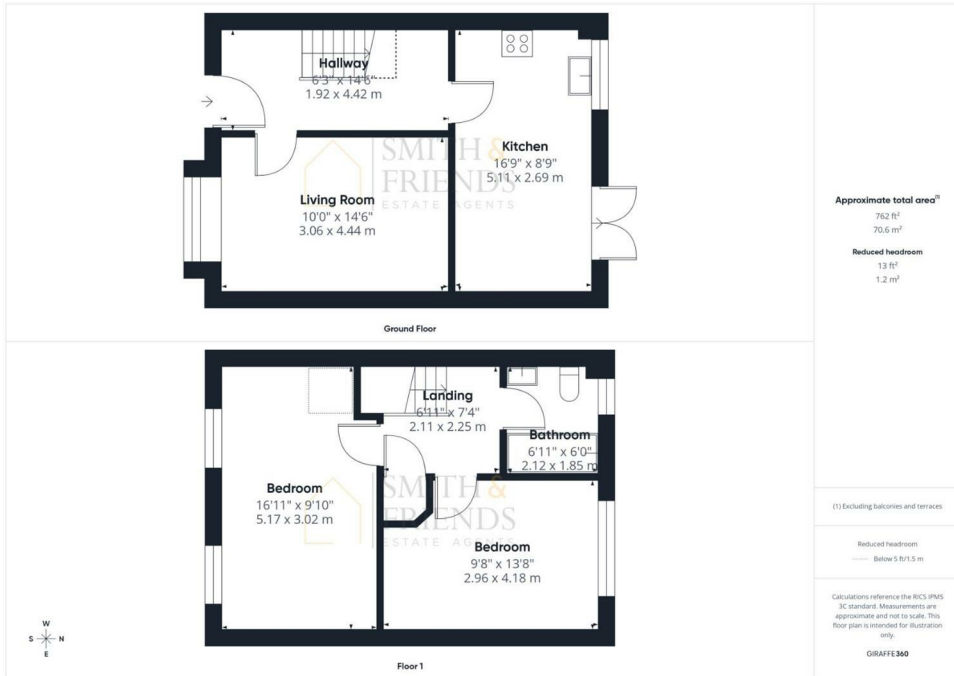 Hallway
6'3" x 14'6"
1.92 x 4.42 m
Kitchen
16'9" x 8'9"
5.11 x 2.69 m
SMITH &
FRIENDS
ESTATE AGENTS
Living Room
10'0" x 14'6"
3.06 x 4.44 m
Ground Floor
Approximate total area(1)
762 ft²
70.6 m²
Reduced headroom
13 ft²
1.2 m²
Landing
6'11" x 7'4"
2.11 x 2.25 m
Bathroom
6'11" x 6'0"
2.12 x 1.85 m
Bedroom
16'11" x 9'10"
5.17 x 3.02 m
SMITH &
FRIENDS
ESTATE AGENTS
Bedroom
9'8" x 13'8"
2.96 x 4.18 m
W
S N
E
Floor 1
(1) Excluding balconies and terraces
Reduced headroom
Below 5 ft/1.5 m
Calculations reference the RICS IPMS
3C standard. Measurements are
approximate and not to scale. This
floor plan is intended for illustration
only.
GIRAFFE360